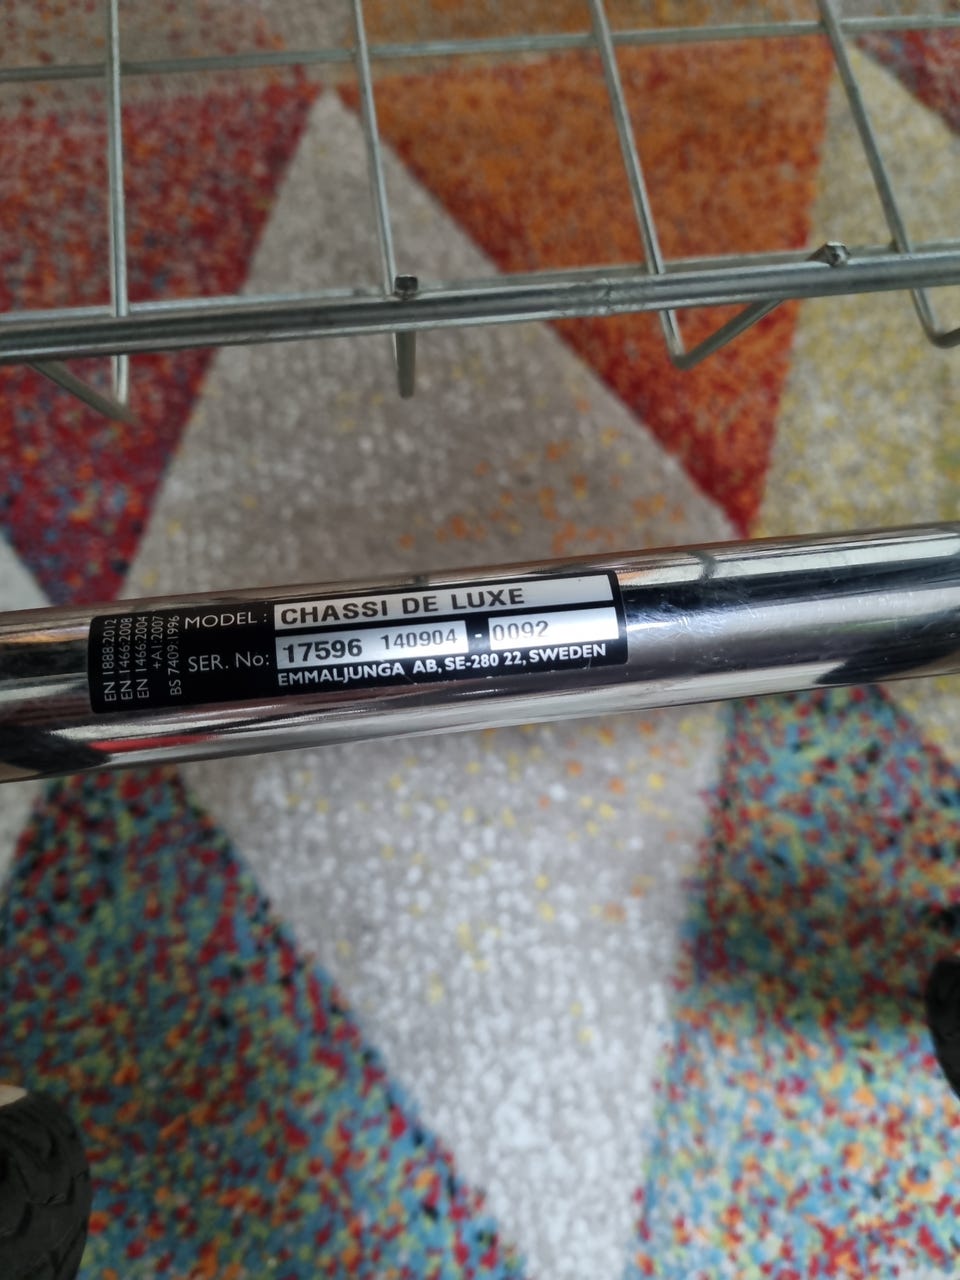 EN 1888:2012
EN 1466:2008
EN 1466:2004
+A1:2007
BS 7409:1996
MODEL : CHASSI DE LUXE
SER. No: 17596 140904 - 0092
EMMALJUNGA AB, SE-280 22, SWEDEN